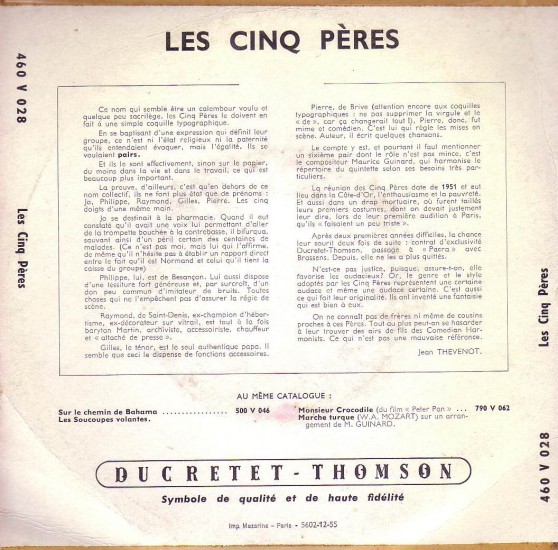 LES CINQ PÈRES
460 V 028
Les Cinq Pères
Ce nom qui semble être un calembour voulu et
quelque peu sacrilège, les Cinq Pères le doivent en
fait à une simple coquille typographique.
En se baptisant d'une expression qui définit leur
groupe, ce n'est ni l'état religieux ni la paternité
qu'ils entendaient évoquer, mais l'égalité. Ils se
voulaient pairs.
Et ils le sont effectivement, sinon sur le papier,
du moins dans la vie et dans le travail, ce qui est
beaucoup plus important.
La preuve, d'ailleurs, c'est qu'en dehors de ce
nom collectif, ils ne font plus état que de prénoms :
Jo, Philippe, Raymond, Gilles, Pierre. Les cinq
doigts d'une même main.
Jo se destinait à la pharmacie. Quand il eut
constaté qu'il avait une voix lui permettant d'aller
de la trompette bouchée à la contrebasse, il bifurqua,
sauvant ainsi d'un péril certain des centaines de
malades. (Ce n'est pas moi, mais lui qui l'affirme,
de même qu'il n'hésite pas à établir un rapport direct
entre le fait qu'il est Normand et celui qu'il tient la
caisse du groupe)
Philippe, lui, est de Besançon. Lui aussi dispose
d'une tessiture fort généreuse et, par surcroît, d'un
don peu commun d'imitateur de bruits. Toutes
choses qui ne l'empêchent pas d'assurer la régie de
scène.
Raymond, de Saint-Denis, ex-champion d'héber-
tisme, ex-décorateur sur vitrail, est tout à la fois
baryton Martin, archiviste, accessoiriste, chauffeur
et « attaché de presse ».
Gilles, le ténor, est le seul authentique papa. Il
semble que ceci le dispense de fonctions accessoires.
Pierre, de Brive (attention encore aux coquilles
typographiques : ne pas supprimer la virgule et le
« de », car ça changerait tout !). Pierre, donc, fut
mime et comédien. C'est lui qui règle les mises en
scène. Auteur, il écrit quelques chansons.
Le compte y est, et pourtant il faut mentionner
un sixième pair dont le rôle n'est pas mince, c'est
le compositeur Maurice Guinard, qui harmonise le
répertoire du quintette selon ses besoins très par-
ticuliers.
La réunion des Cinq Pères date de 1951 et eut
lieu dans la Côte-d'Or, l'enthousiasme et la pauvreté.
Et aussi dans un drap mortuaire, où furent taillés
leurs premiers costumes, dont on devait justement
leur dire, lors de leur première audition à Paris,
qu'ils « faisaient un peu triste ».
Après deux premières années difficiles, la chance
leur sourit deux fois de suite : contrat d'exclusivité
Ducretet-Thomson, passage à « Pacra » avec
Brassens. Depuis, elle ne les a plus quittés.
N'est-ce pas justice, puisque, assure-t-on, elle
favorise les audacieux? Or, le genre et le style
adoptés par les Cinq Pères représentent une certaine
audace et même une audace certaine. C'est aussi
ce qui fait leur originalité. Ils ont inventé une fantaisie
qui est bien à eux.
On ne connaît pas de frères ni même de cousins
proches à ces Pères. Tout au plus peut-on se hasarder
à leur trouver des airs de fils des Comedian Har-
monists. Ce qui n'est pas une mauvaise référence.
Jean THEVENOT.
460 V 028
Les Cinq Pères
AU MÊME CATALOGUE :
Sur le chemin de Bahama ................. 500 V 046
Les Soucoupes volantes.
Monsieur Crocodile (du film « Peter Pan » ... 790 V 062
Marche turque (W.A. MOZART) sur un arran-
gement de M. GUINARD.
DUCRETET-THOMSON
Symbole de qualité et de haute fidélité
Imp. Mazarine - Paris - 5602-12-55